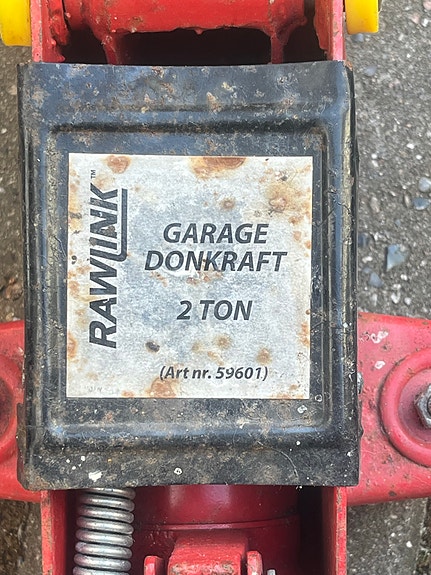 RAWLINK™
GARAGE
DONKRAFT
2 TON
(Art nr. 59601)